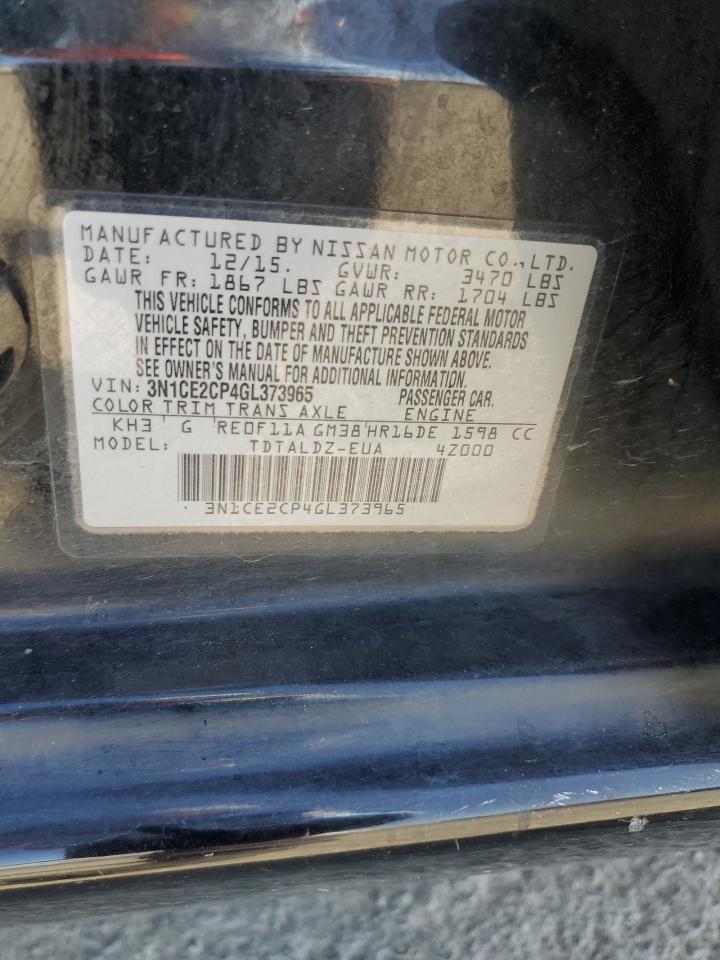 MANUFACTURED BY NISSAN MOTOR CO.,LTD.
DATE: 12/15. GVWR: 3470 LBS
GAWR FR: 1867 LBS GAWR RR: 1704 LBS
THIS VEHICLE CONFORMS TO ALL APPLICABLE FEDERAL MOTOR
VEHICLE SAFETY, BUMPER AND THEFT PREVENTION STANDARDS
IN EFFECT ON THE DATE OF MANUFACTURE SHOWN ABOVE.
SEE OWNER'S MANUAL FOR ADDITIONAL INFORMATION.
VIN: 3N1CE2CP4GL373965 PASSENGER CAR.
COLOR TRIM TRANS AXLE ENGINE
KH3 G RE0F11A GM38 HR16DE 1598 CC
MODEL: TDTALDZ-EUA 42000
3N1CE2CP4GL373965